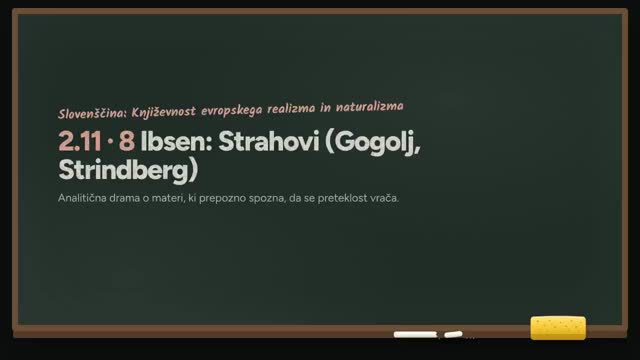 Slovenščina: Književnost evropskega realizma in naturalizma
2.11 · 8 Ibsen: Strahovi (Gogolj,
Strindberg)
Analitična drama o materi, ki prepozno spozna, da se preteklost vrača.